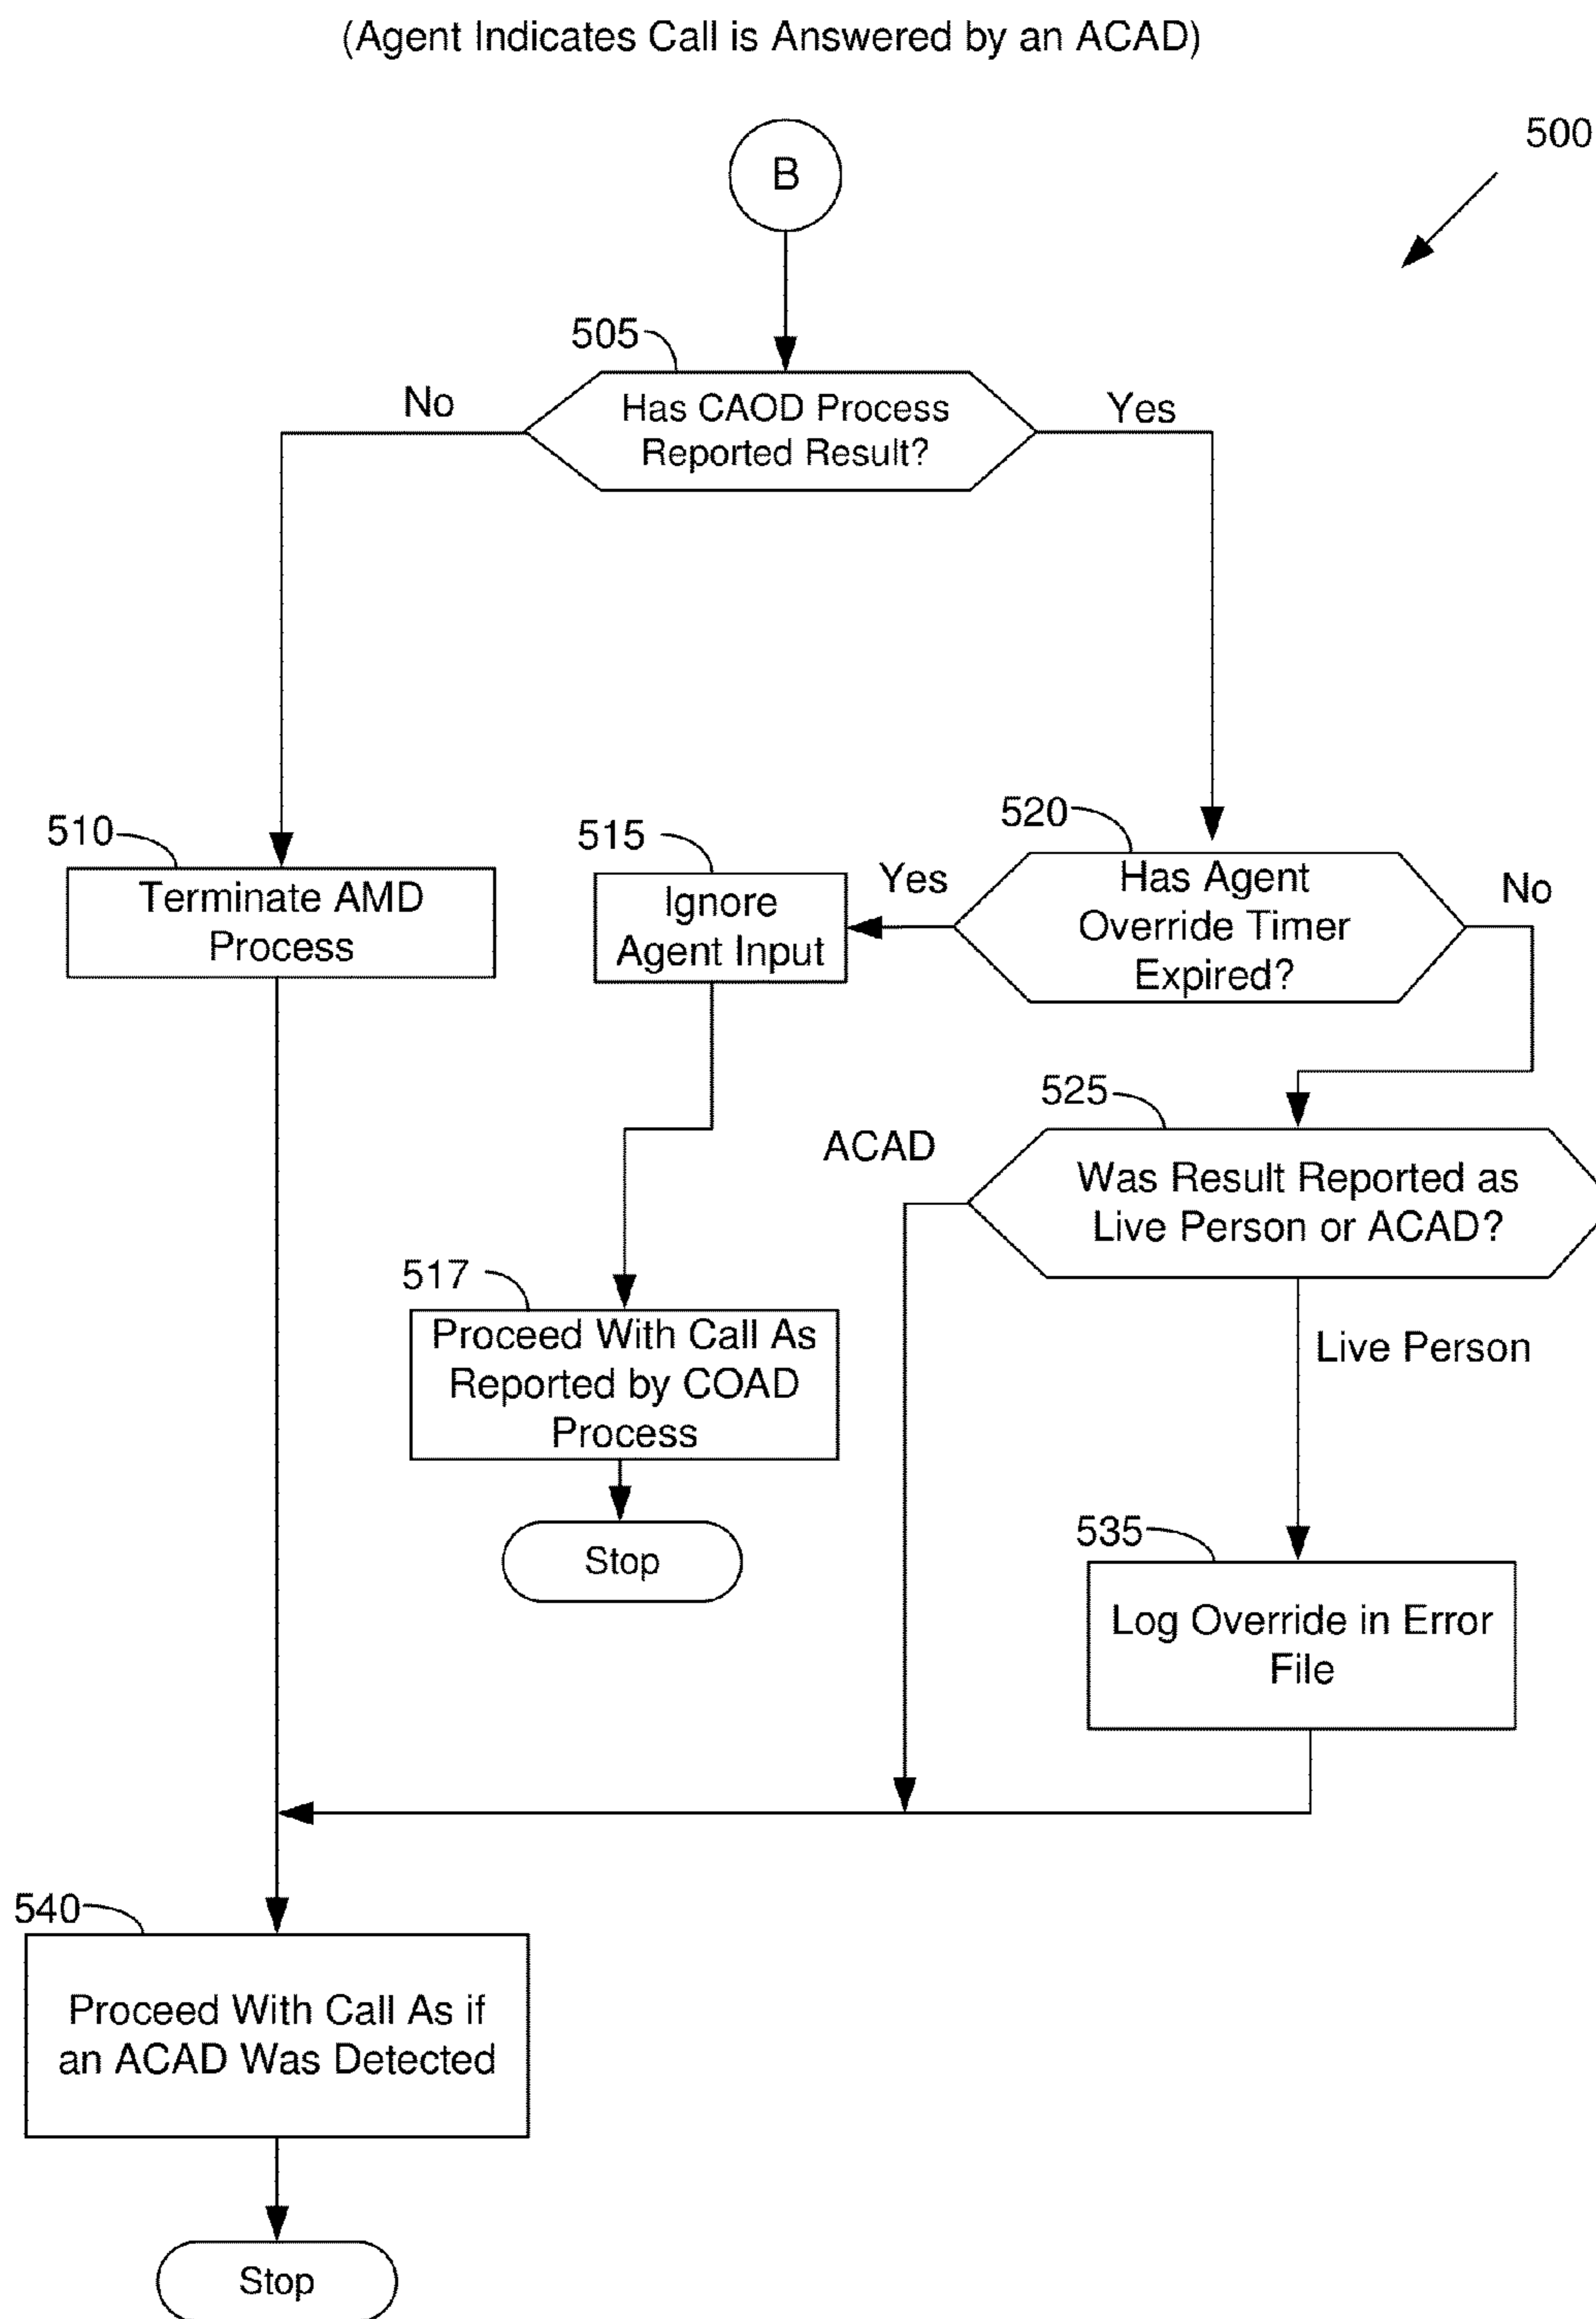 (Agent Indicates Call is Answered by an ACAD)
500
B
505
Has CAOD Process
Reported Result?
No
Yes
510
Terminate AMD
Process
515
Ignore
Agent Input
Yes
520
Has Agent
Override Timer
Expired?
No
525
Was Result Reported as
Live Person or ACAD?
ACAD
Live Person
517
Proceed With Call As
Reported by COAD
Process
Stop
535
Log Override in Error
File
540
Proceed With Call As if
an ACAD Was Detected
Stop